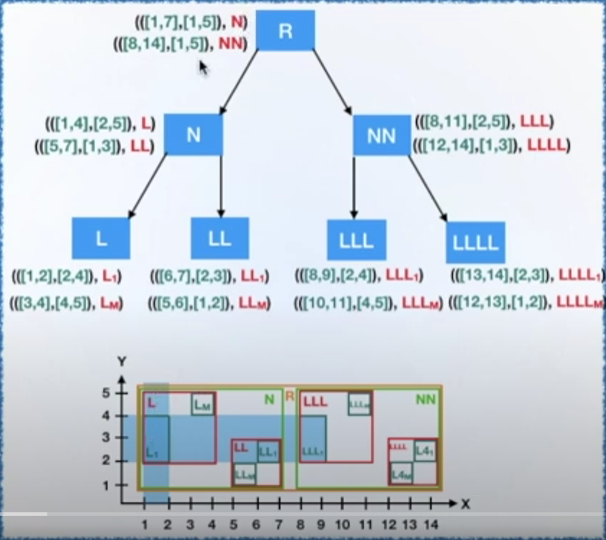 (([1,7],[1,5]), N)
(([8,14],[1,5]), NN)
R
(([1,4],[2,5]), L)
(([5,7],[1,3]), LL)
N
NN
(([8,11],[2,5]), LLL)
(([12,14],[1,3]), LLLL)
L
LL
LLL
LLLL
(([1,2],[2,4]), L1)
(([3,4],[4,5]), LM)
(([6,7],[2,3]), LL1)
(([5,6],[1,2]), LLM)
(([8,9],[2,4]), LLL1)
(([10,11],[4,5]), LLLM)
(([13,14],[2,3]), LLLL1)
(([12,13],[1,2]), LLLLM
Y
5
4
3
2
1
L
LM
N
R
LLL
LLLM
NN
L1
LL
LL1
LLM
LLL1
LLLL
L41
L4M
X
1 2 3 4 5 6 7 8 9 10 11 12 13 14